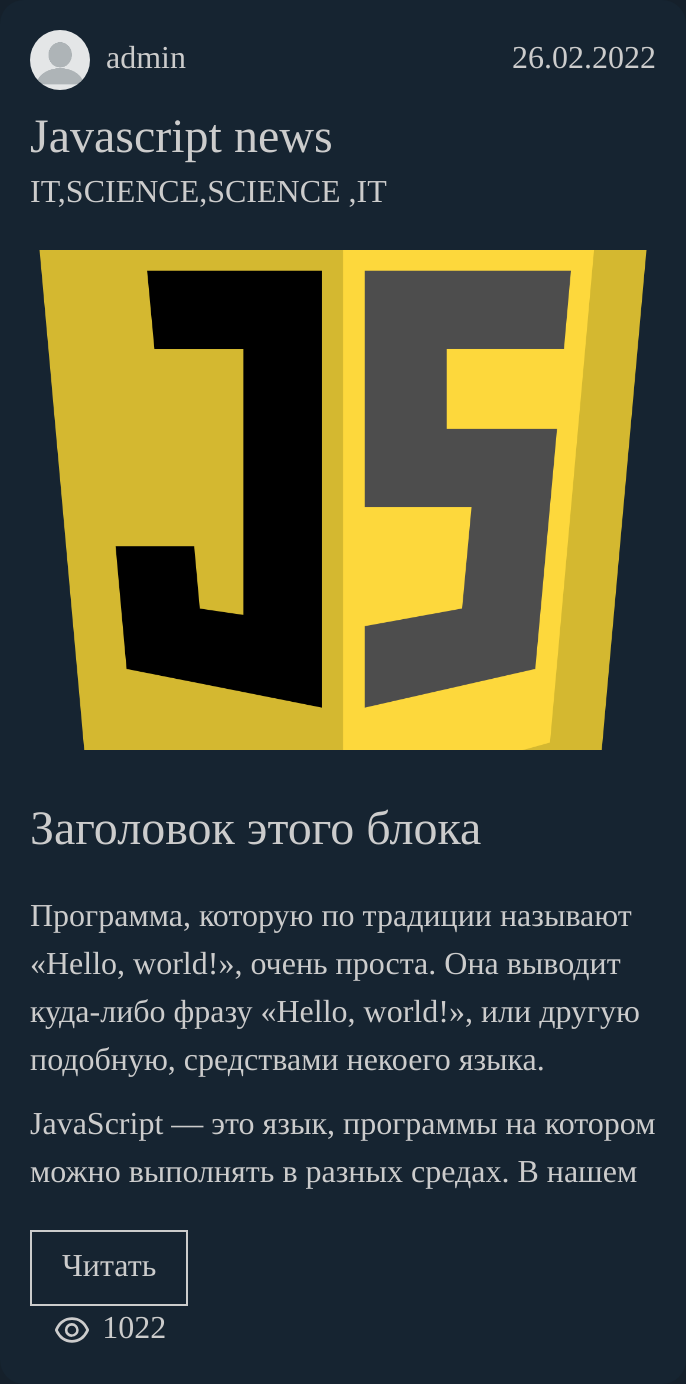 admin 26.02.2022
Javascript news
IT,SCIENCE,SCIENCE ,IT
JS
Заголовок этого блока
Программа, которую по традиции называют
«Hello, world!», очень проста. Она выводит
куда-либо фразу «Hello, world!», или другую
подобную, средствами некоего языка.
JavaScript — это язык, программы на котором
можно выполнять в разных средах. В нашем
Читать
1022